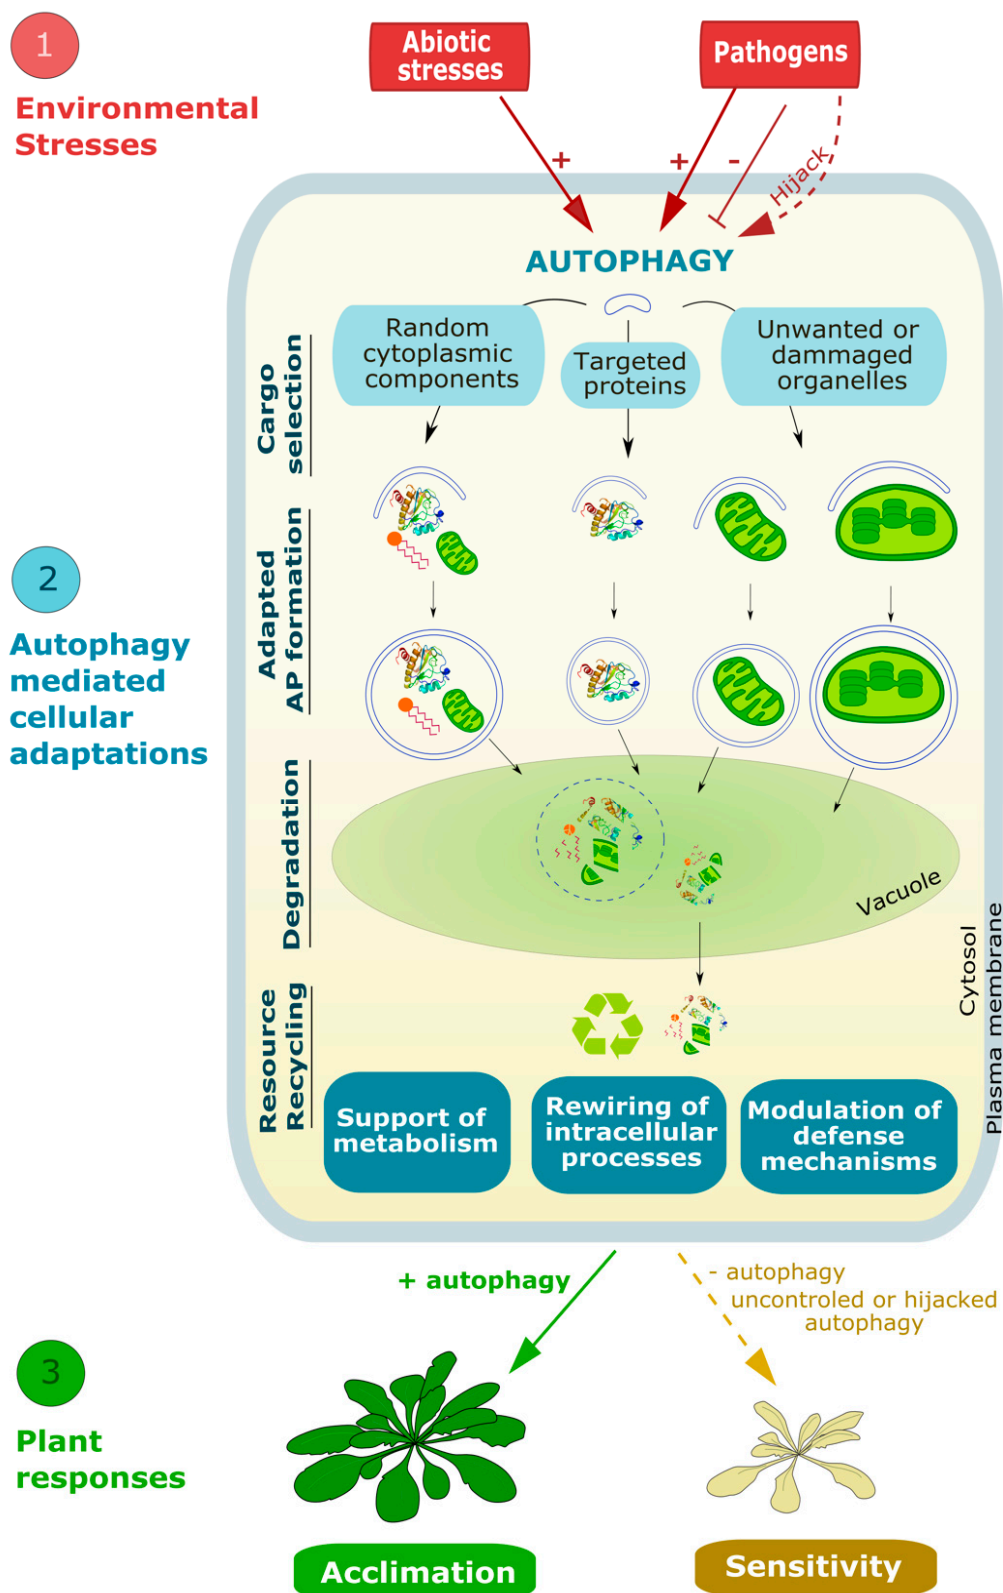 1
Environmental
Stresses
Abiotic
stresses
Pathogens
+
+
-
Hijack
AUTOPHAGY
Cargo
selection
Random
cytoplasmic
components
Targeted
proteins
Unwanted or
dammaged
organelles
2
Autophagy
mediated
cellular
adaptations
Adapted
AP formation
Degradation
Vacuole
Cytosol
Plasma membrane
Resource
Recycling
Support of
metabolism
Rewiring of
intracellular
processes
Modulation of
defense
mechanisms
+ autophagy
- autophagy
uncontroled or hijacked
autophagy
3
Plant
responses
Acclimation
Sensitivity